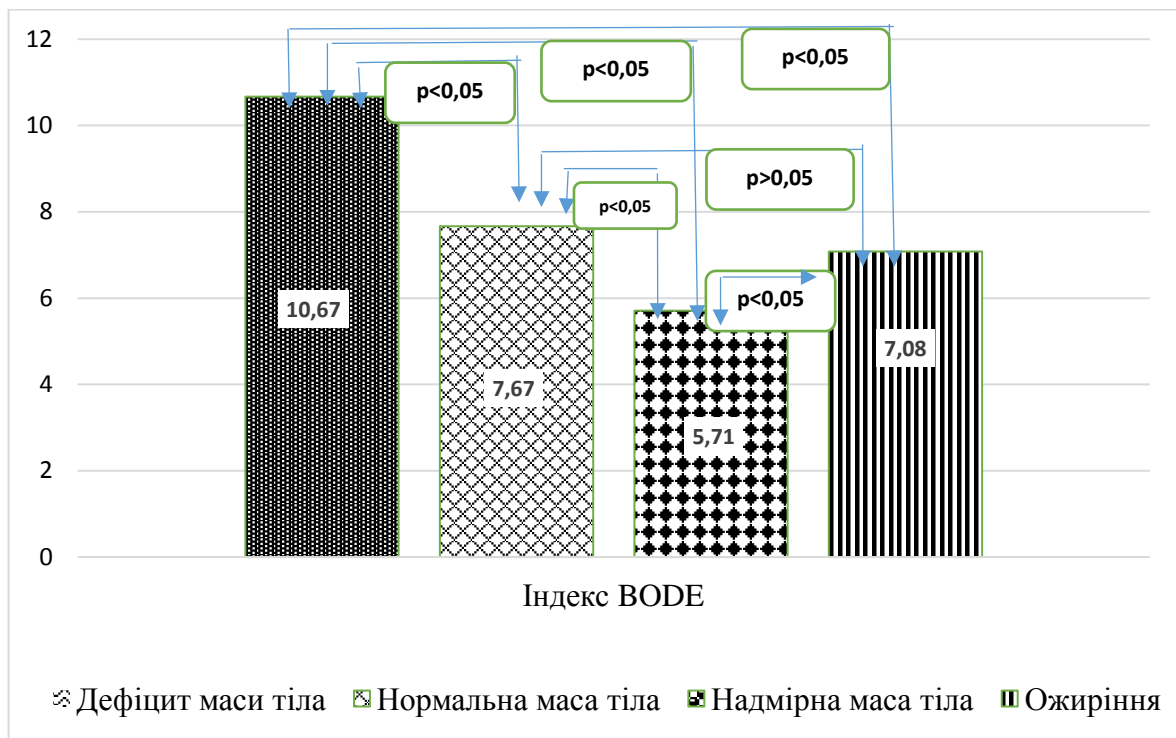 12
10
8
6
4
2
0
p<0,05
p<0,05
p<0,05
p<0,05
p>0,05
p<0,05
10,67
7,67
5,71
7,08
Індекс BODE
Дефіцит маси тіла Нормальна маса тіла Надмірна маса тіла Ожиріння